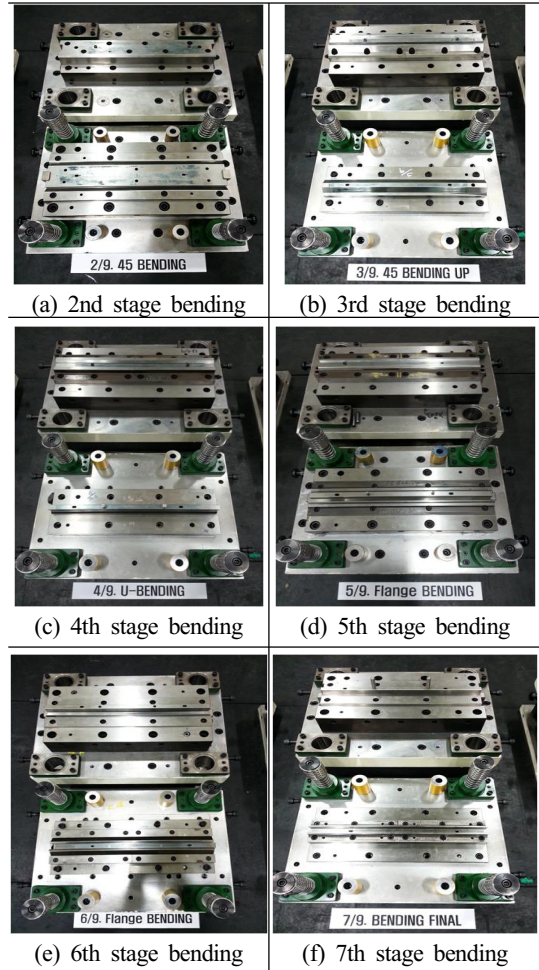 2/9. 45 BENDING
3/9. 45 BENDING UP
(a) 2nd stage bending
(b) 3rd stage bending
4/9. U-BENDING
5/9. Flange BENDING
(c) 4th stage bending
(d) 5th stage bending
6/9. Flange BENDING
7/9. BENDING FINAL
(e) 6th stage bending
(f) 7th stage bending